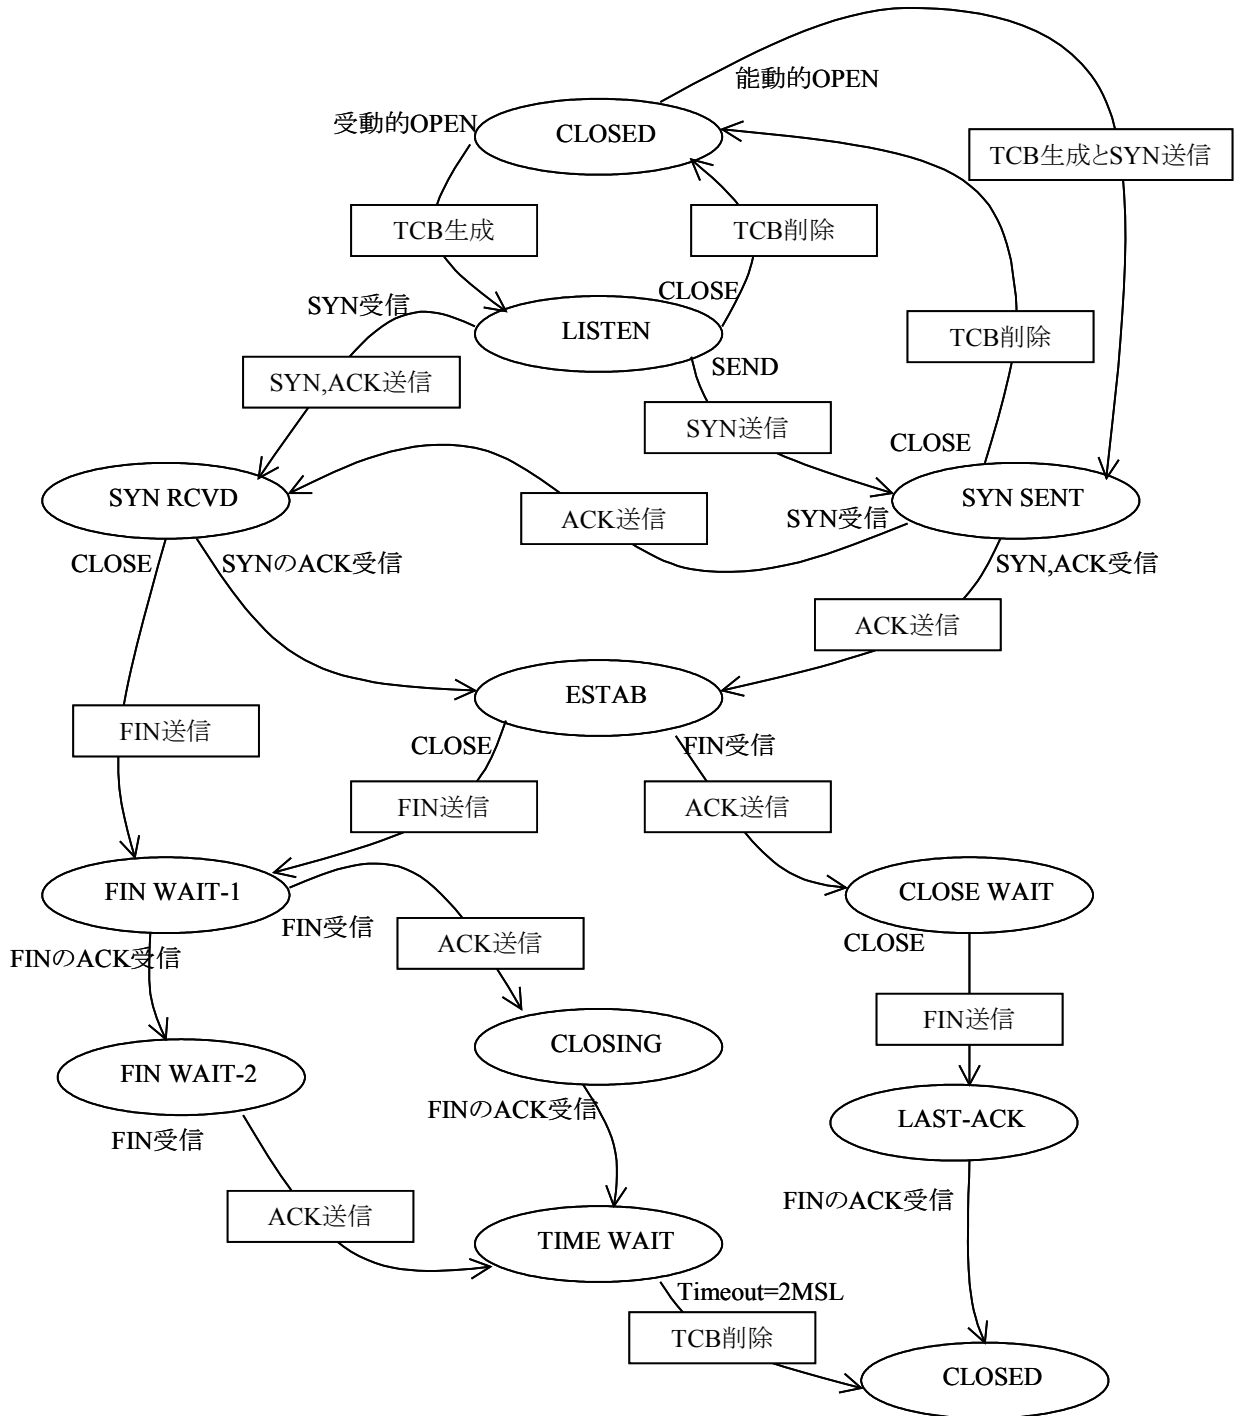 能動的OPEN
受動的OPEN
CLOSED
TCB生成とSYN送信
TCB生成
TCB削除
CLOSE
SYN受信
LISTEN
TCB削除
SEND
SYN,ACK送信
SYN送信
CLOSE
SYN RCVD
SYN SENT
ACK送信
SYN受信
CLOSE
SYNのACK受信
SYN,ACK受信
ACK送信
ESTAB
FIN送信
CLOSE
FIN受信
FIN送信
ACK送信
FIN WAIT-1
CLOSE WAIT
FIN受信
ACK送信
CLOSE
FINのACK受信
FIN送信
CLOSING
FIN WAIT-2
FINのACK受信
LAST-ACK
FIN受信
FINのACK受信
ACK送信
TIME WAIT
Timeout=2MSL
TCB削除
CLOSED